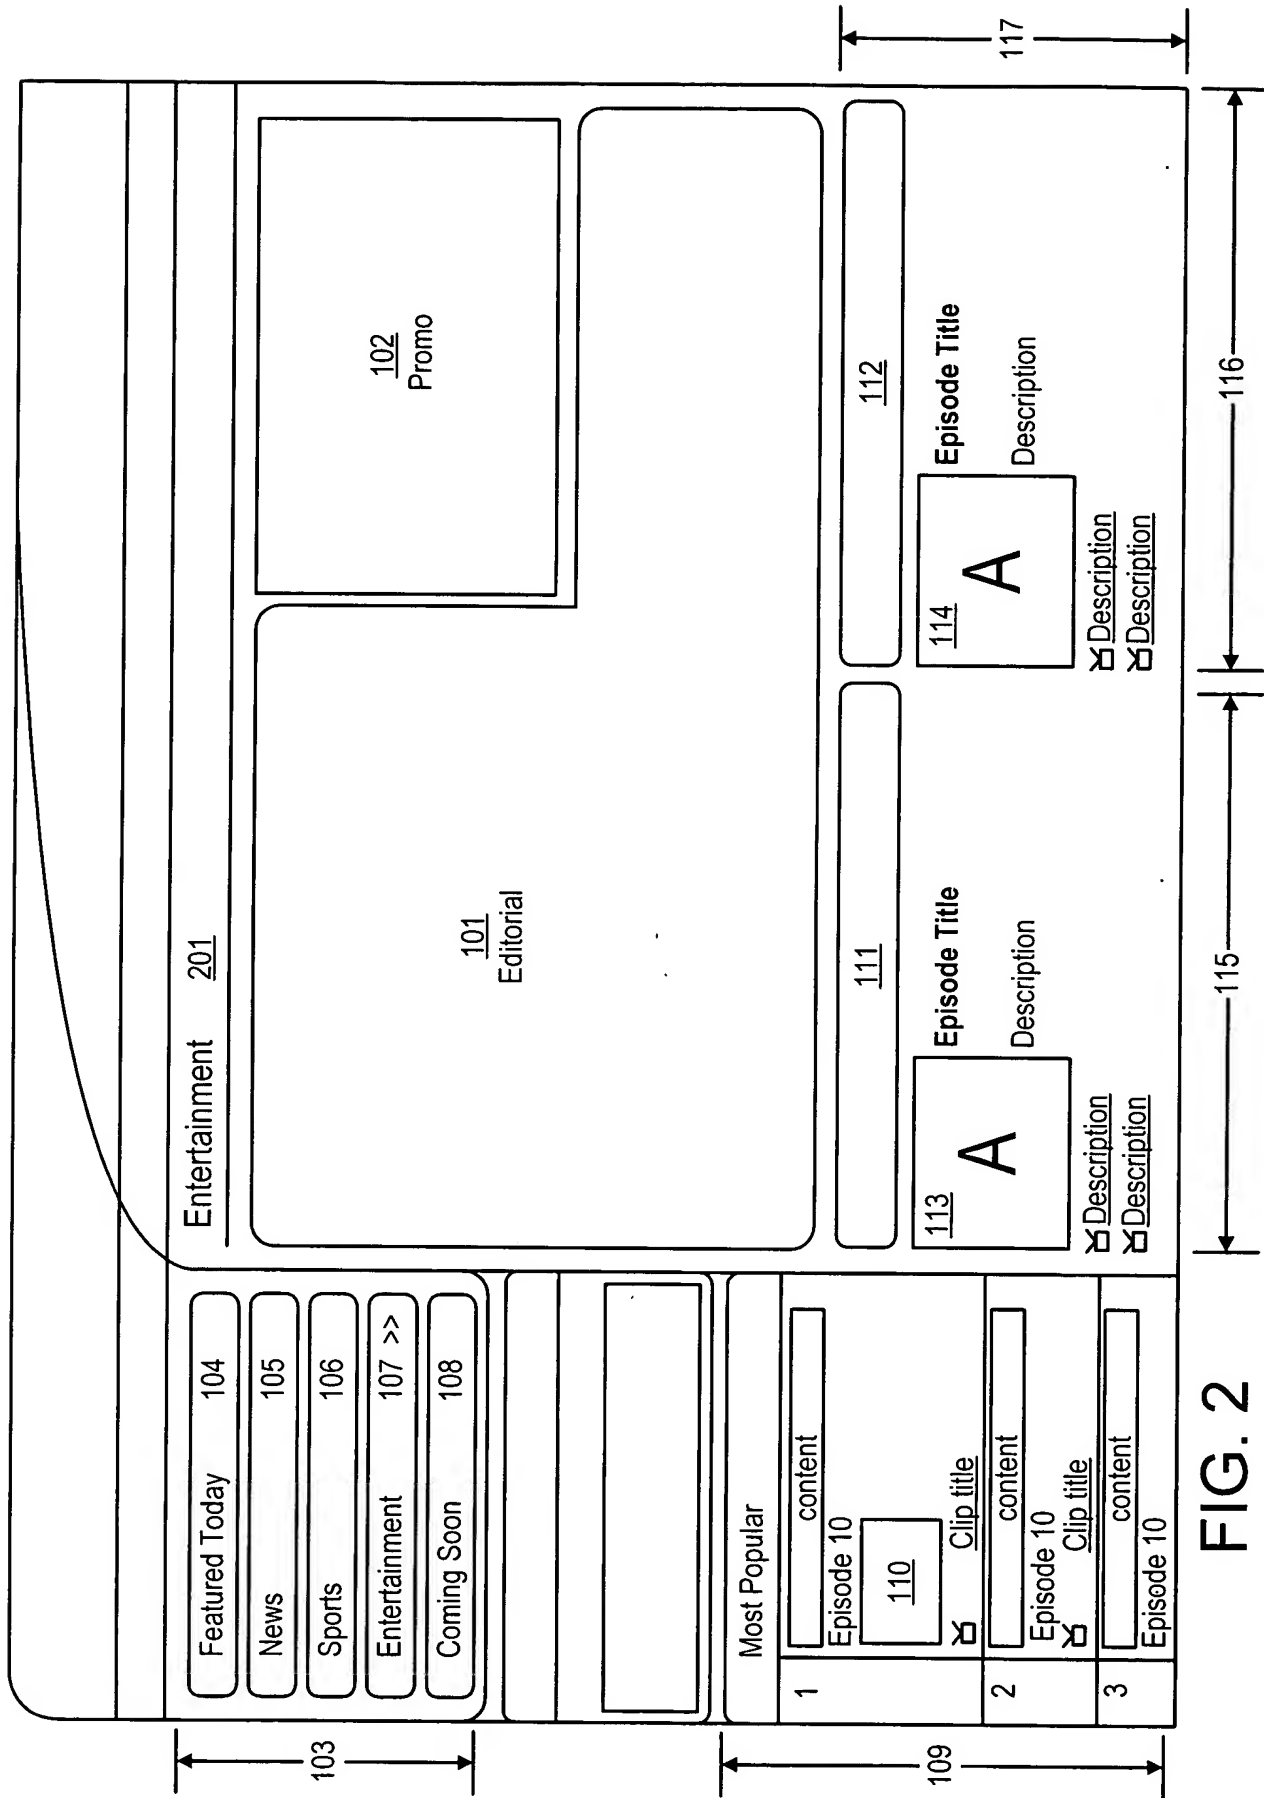 Entertainment 201
Featured Today 104
News 105
Sports 106
Entertainment 107 >>
Coming Soon 108
103
101
Editorial
102
Promo
Most Popular
1
content
Episode 10
110
Clip title
2
content
Episode 10
Clip title
3
content
Episode 10
109
111
113
A
Episode Title
Description
Description
Description
112
114
A
Episode Title
Description
Description
Description
117
115
116
FIG. 2